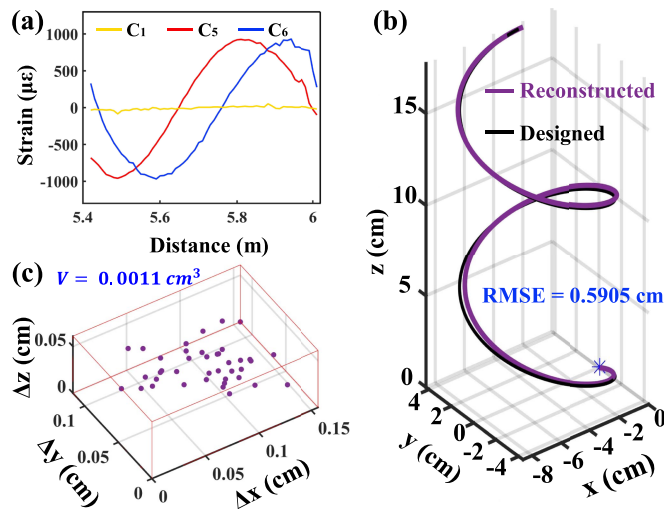 (a)
C1 C5 C6
1000
500
0
-500
-1000
Strain (µε)
5.4 5.6 5.8 6
Distance (m)
(b)
Reconstructed
Designed
15
10
5
0
z (cm)
RMSE = 0.5905 cm
4
2
0
-2
-4
y (cm)
-8
-6
-4
-2
0
x (cm)
(c)
V = 0.0011 cm³
0.05
0
Δz (cm)
0.1
0.05
0
Δy (cm)
0
0.05
0.1
0.15
Δx (cm)